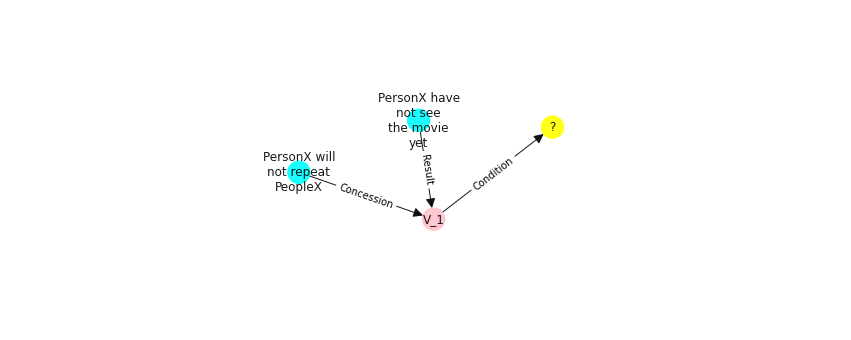 PersonX have
not see
the movie
yet
?
PersonX will
not repeat
PeopleX
Result
Condition
Concession
V_1